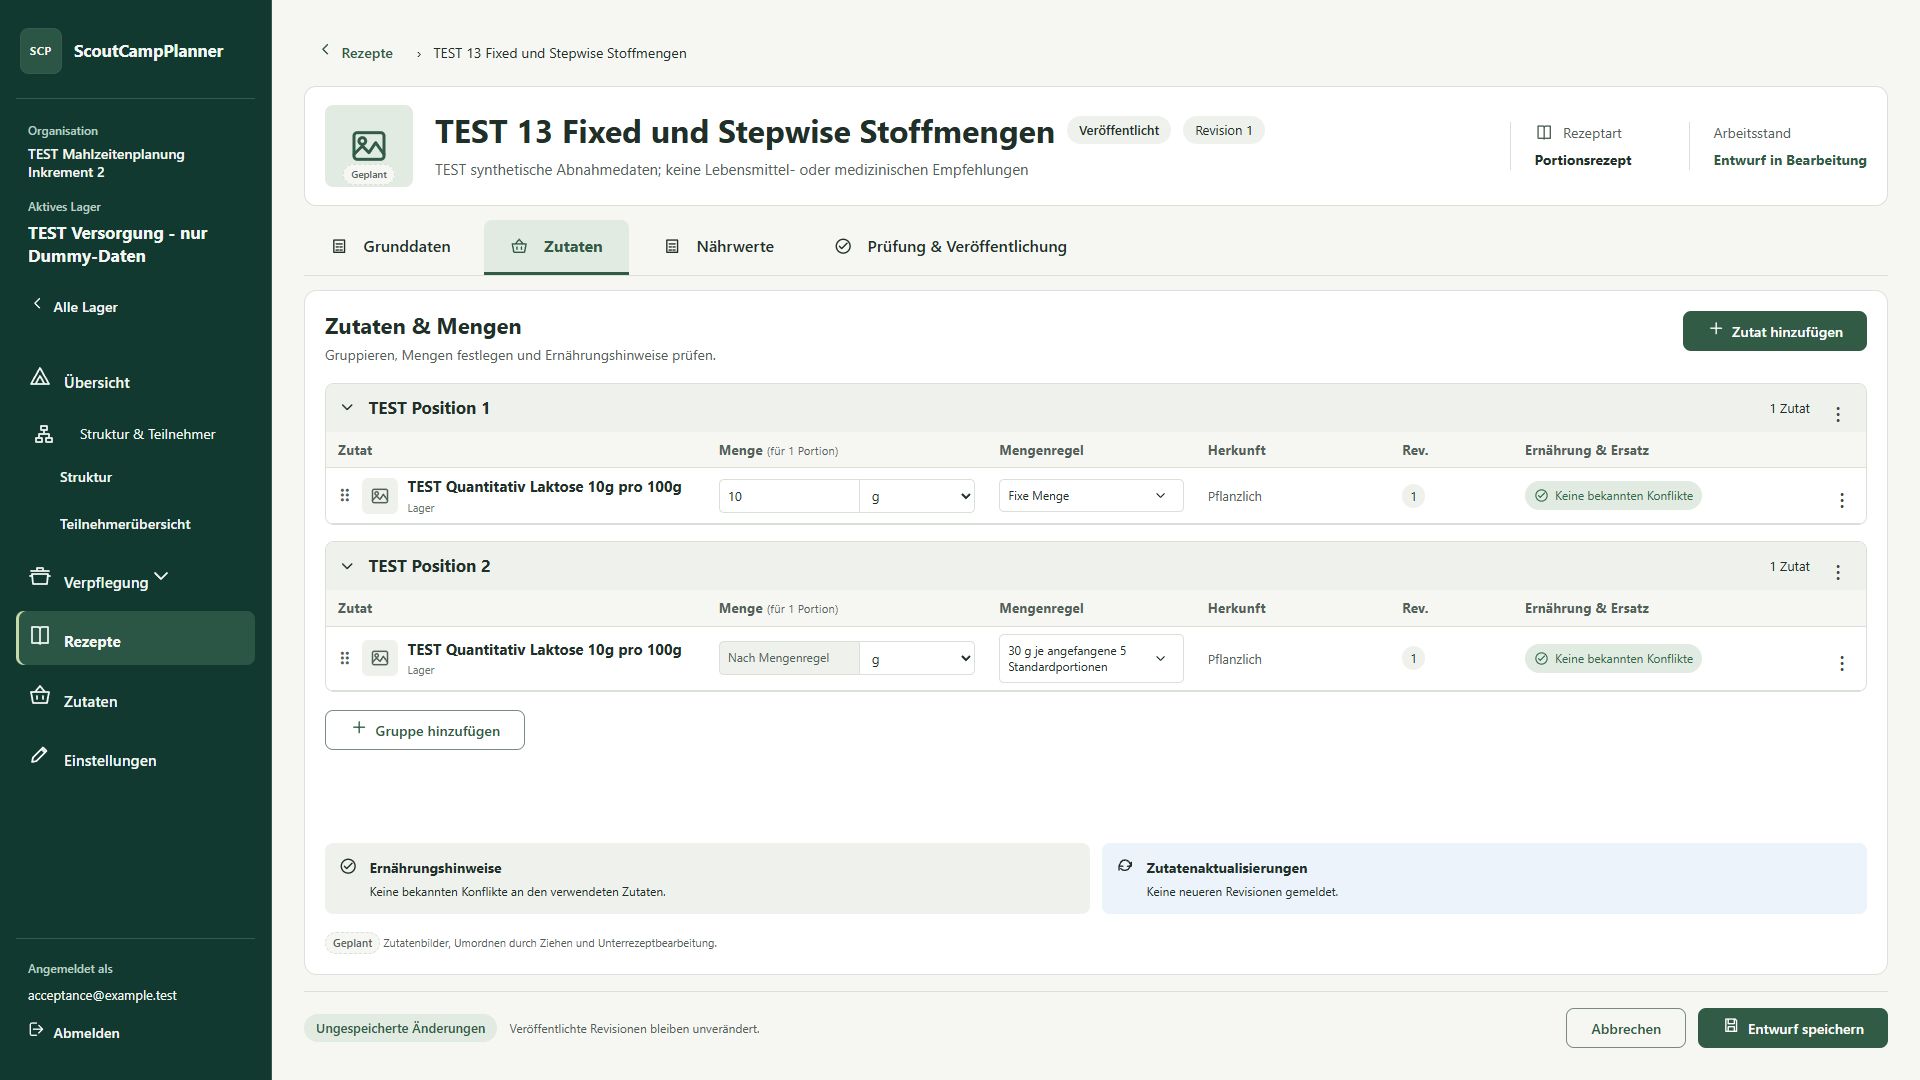 SCP
ScoutCampPlanner
Organisation
TEST Mahlzeitenplanung
Inkrement 2
Aktives Lager
TEST Versorgung - nur
Dummy-Daten
Alle Lager
Übersicht
Struktur & Teilnehmer
Struktur
Teilnehmerübersicht
Verpflegung
Rezepte
Zutaten
Einstellungen
Angemeldet als
acceptance@example.test
Abmelden
Rezepte › TEST 13 Fixed und Stepwise Stoffmengen
Geplant
TEST 13 Fixed und Stepwise Stoffmengen Veröffentlicht Revision 1
TEST synthetische Abnahmedaten; keine Lebensmittel- oder medizinischen Empfehlungen
Rezeptart
Portionsrezept
Arbeitsstand
Entwurf in Bearbeitung
Grunddaten Zutaten Nährwerte Prüfung & Veröffentlichung
Zutaten & Mengen
Gruppieren, Mengen festlegen und Ernährungshinweise prüfen.
Zutat hinzufügen
TEST Position 1 1 Zutat
Zutat Menge (für 1 Portion) Mengenregel Herkunft Rev. Ernährung & Ersatz
TEST Quantitativ Laktose 10g pro 100g
Lager
10 g Fixe Menge Pflanzlich 1 Keine bekannten Konflikte
TEST Position 2 1 Zutat
Zutat Menge (für 1 Portion) Mengenregel Herkunft Rev. Ernährung & Ersatz
TEST Quantitativ Laktose 10g pro 100g
Lager
Nach Mengenregel g
30 g je angefangene 5
Standardportionen
Pflanzlich 1 Keine bekannten Konflikte
Gruppe hinzufügen
Ernährungshinweise
Keine bekannten Konflikte an den verwendeten Zutaten.
Zutatenaktualisierungen
Keine neueren Revisionen gemeldet.
Geplant Zutatenbilder, Umordnen durch Ziehen und Unterrezeptbearbeitung.
Ungespeicherte Änderungen Veröffentlichte Revisionen bleiben unverändert.
Abbrechen Entwurf speichern